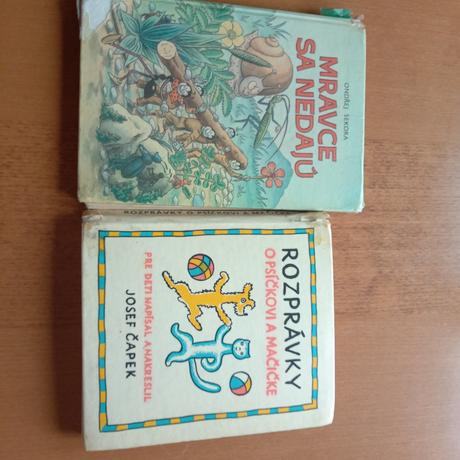 ONDŘEJ SEKORA
MRAVCE
SA NEDAJÚ
ROZPRÁVKY O PSÍČKOVI A MAČIČKE
ROZPRÁVKY
O PSÍČKOVI A MAČIČKE
PRE DETI NAPÍSAL A NAKRESLIL
JOSEF ČAPEK